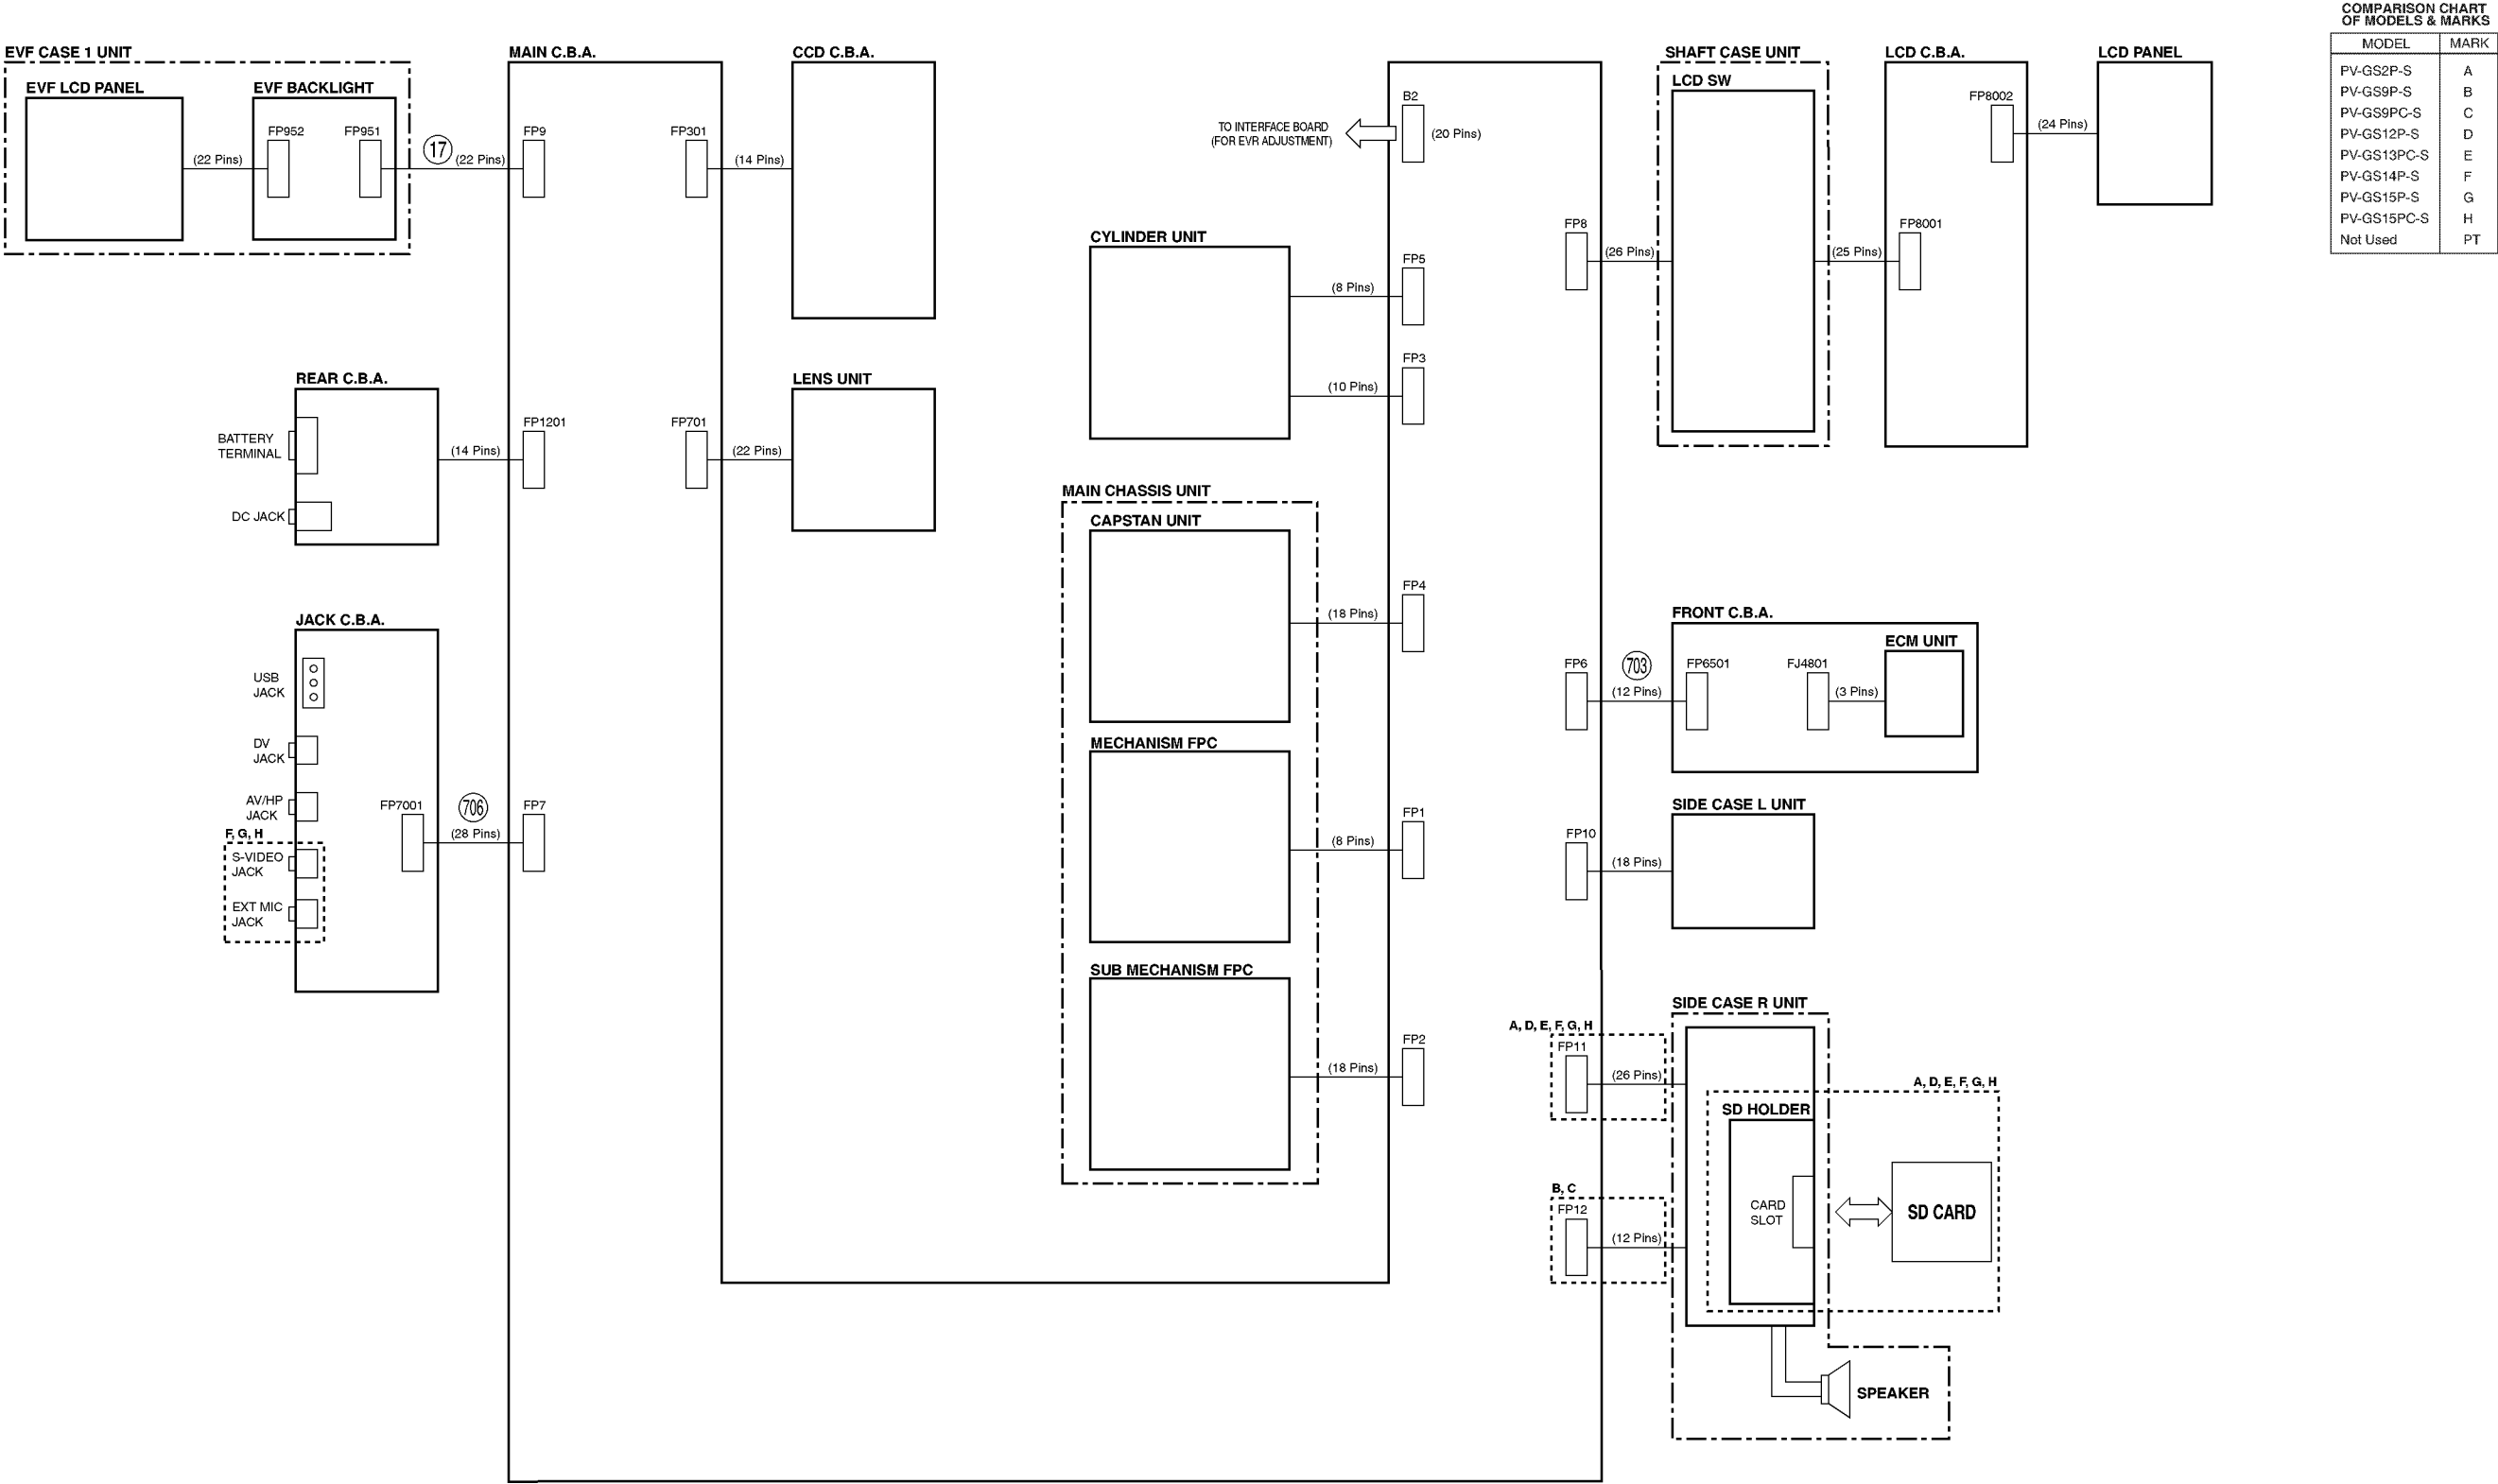 COMPARISON CHART
OF MODELS & MARKS
MODEL MARK
PV-GS2P-S A
PV-GS9P-S B
PV-GS9PC-S C
PV-GS12P-S D
PV-GS13PC-S E
PV-GS14P-S F
PV-GS15P-S G
PV-GS15PC-S H
Not Used PT
EVF CASE 1 UNIT
EVF LCD PANEL
EVF BACKLIGHT
(22 Pins)
FP952
FP951
17
(22 Pins)
MAIN C.B.A.
FP9
FP301
(14 Pins)
CCD C.B.A.
REAR C.B.A.
BATTERY
TERMINAL
DC JACK
(14 Pins)
FP1201
FP701
(22 Pins)
LENS UNIT
JACK C.B.A.
USB
JACK
DV
JACK
AV/HP
JACK
F, G, H
S-VIDEO
JACK
EXT MIC
JACK
FP7001
706
(28 Pins)
FP7
TO INTERFACE BOARD
(FOR EVR ADJUSTMENT)
B2
(20 Pins)
CYLINDER UNIT
(8 Pins)
FP5
(10 Pins)
FP3
MAIN CHASSIS UNIT
CAPSTAN UNIT
(18 Pins)
FP4
MECHANISM FPC
(8 Pins)
FP1
SUB MECHANISM FPC
(18 Pins)
FP2
SHAFT CASE UNIT
LCD SW
FP8
(26 Pins)
(25 Pins)
LCD C.B.A.
FP8002
FP8001
(24 Pins)
LCD PANEL
FRONT C.B.A.
FP6
703
(12 Pins)
FP6501
FJ4801
(3 Pins)
ECM UNIT
SIDE CASE L UNIT
FP10
(18 Pins)
SIDE CASE R UNIT
A, D, E, F, G, H
FP11
(26 Pins)
B, C
FP12
(12 Pins)
A, D, E, F, G, H
SD HOLDER
CARD
SLOT
SD CARD
SPEAKER